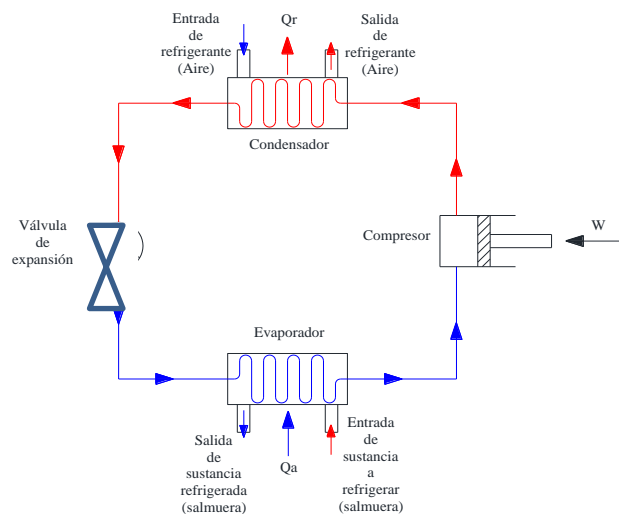 Entrada
de
refrigerante
(Aire)
Qr
Salida
de
refrigerante
(Aire)
Condensador
Válvula
de
expansión
Compresor
W
Evaporador
Salida
de
sustancia
refrigerada
(salmuera)
Qa
Entrada
de
sustancia
a
refrigerar
(salmuera)